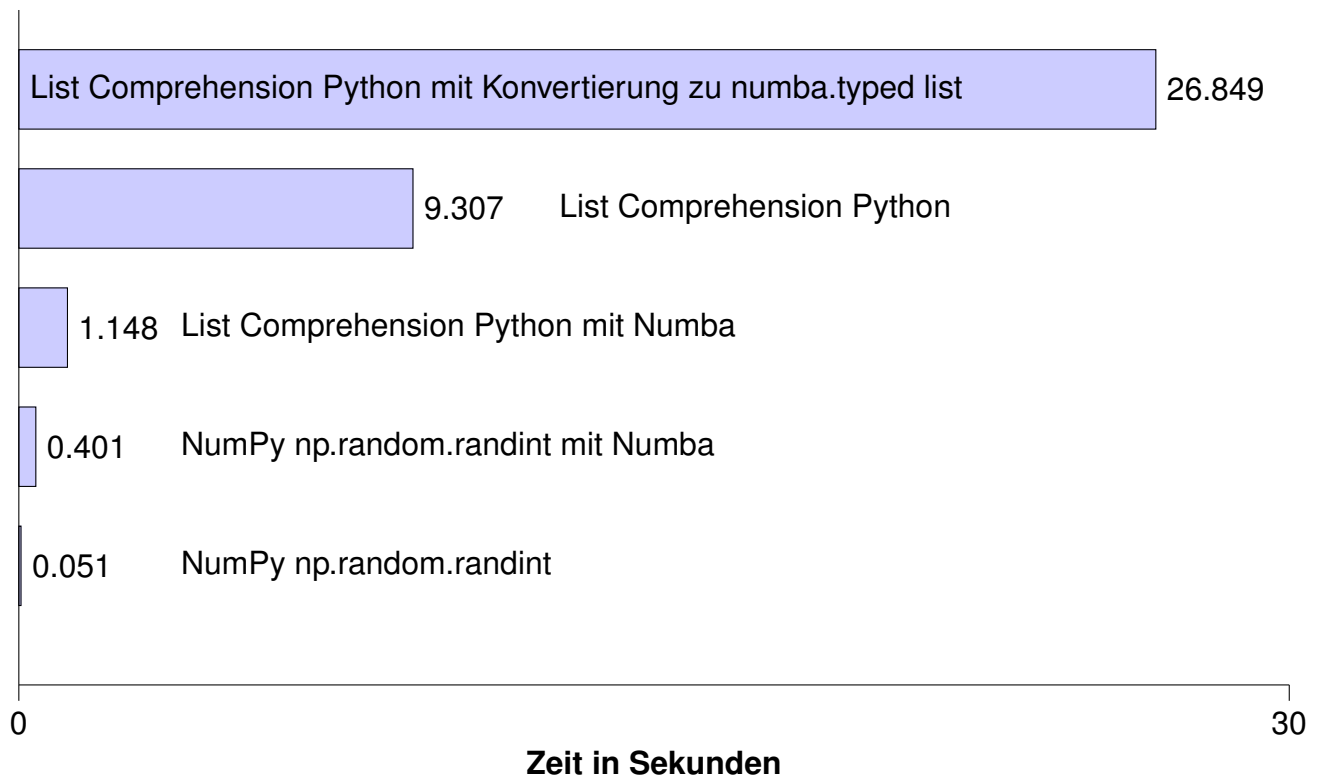 List Comprehension Python mit Konvertierung zu numba.typed list 26.849
9.307 List Comprehension Python
1.148 List Comprehension Python mit Numba
0.401 NumPy np.random.randint mit Numba
0.051 NumPy np.random.randint
0 30
Zeit in Sekunden